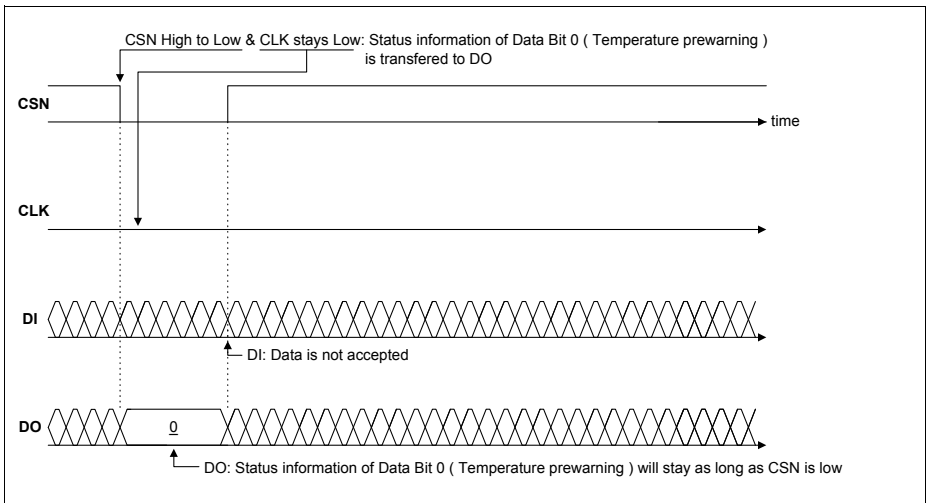 CSN High to Low & CLK stays Low: Status information of Data Bit 0 ( Temperature prewarning )
is transfered to DO
CSN
time
CLK
DI
DI: Data is not accepted
DO
0
DO: Status information of Data Bit 0 ( Temperature prewarning ) will stay as long as CSN is low